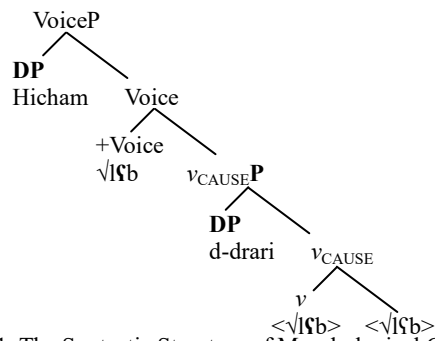 VoiceP
DP
Hicham Voice
+Voice
√lʕb vCAUSEP
DP
d-drari vCAUSE
v
<√lʕb> <√lʕb>